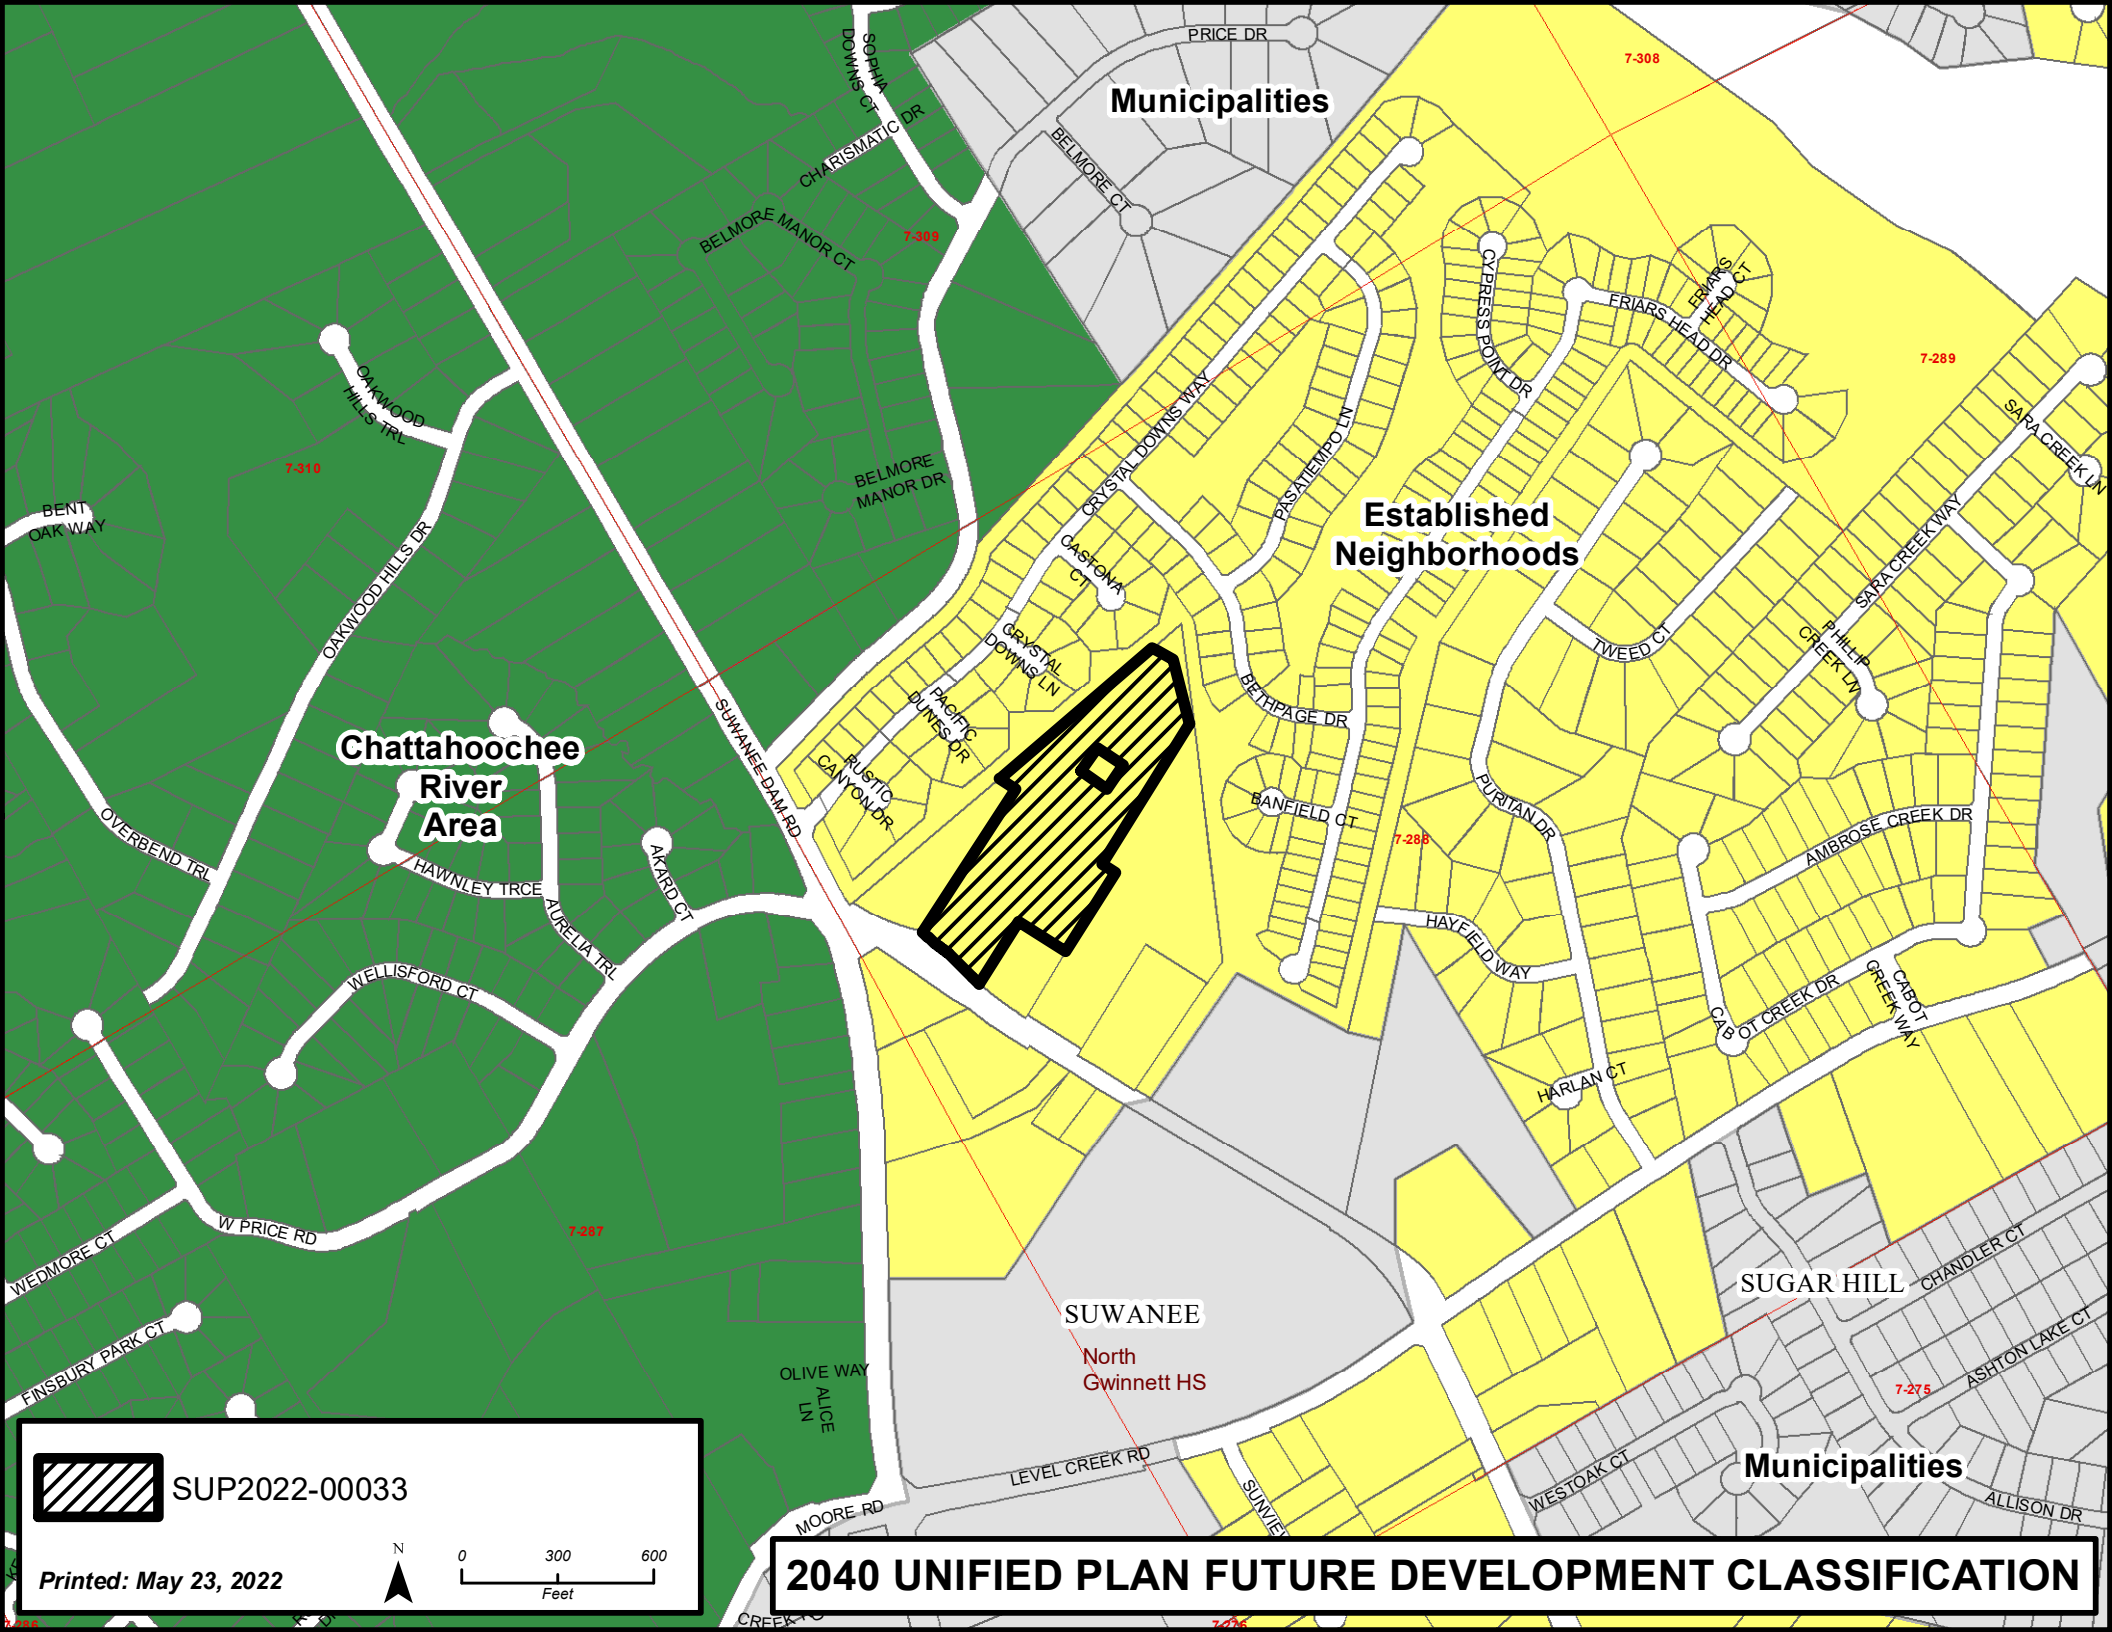 PRICE DR
SOPHIA
DOWNS CT
7-308
Municipalities
CHARISMATIC DR
BELMORE CT
BELMORE MANOR CT
7-309
CYPRESS POINT DR
FRIARS
HEAD CT
FRIARS HEAD DR
7-289
OAKWOOD
HILLS TRL
CRYSTAL DOWNS WAY
PASATIEMPO LN
SARA CREEK LN
7-310
BELMORE
MANOR DR
BENT
OAK WAY
Established
Neighborhoods
OAKWOOD HILLS DR
CASTONA
CT
SARA CREEK WAY
CRYSTAL
DOWNS LN
TWEED CT
PHILLIP
CREEK LN
PACIFIC
DUNES DR
BETHPAGE DR
SUWANEE DAM RD
Chattahoochee
River
Area
RUSTIC
CANYON DR
BANFIELD CT
PURITAN DR
7-288
AMBROSE CREEK DR
OVERBEND TRL
HAWNLEY TRCE
AKARD CT
AURELIA TRL
HAYFIELD WAY
WELLISFORD CT
CABOT CREEK DR
CABOT
CREEK WAY
HARLAN CT
W PRICE RD
7-287
WEDMORE CT
CHANDLER CT
SUGAR HILL
SUWANEE
North
Gwinnett HS
FINSBURY PARK CT
OLIVE WAY
ALICE
LN
ASHTON LAKE CT
7-275
LEVEL CREEK RD
Municipalities
WESTOAK CT
ALLISON DR
MOORE RD
SUP2022-00033
Printed: May 23, 2022
N
0 300 600
Feet
2040 UNIFIED PLAN FUTURE DEVELOPMENT CLASSIFICATION
7-286
7-276